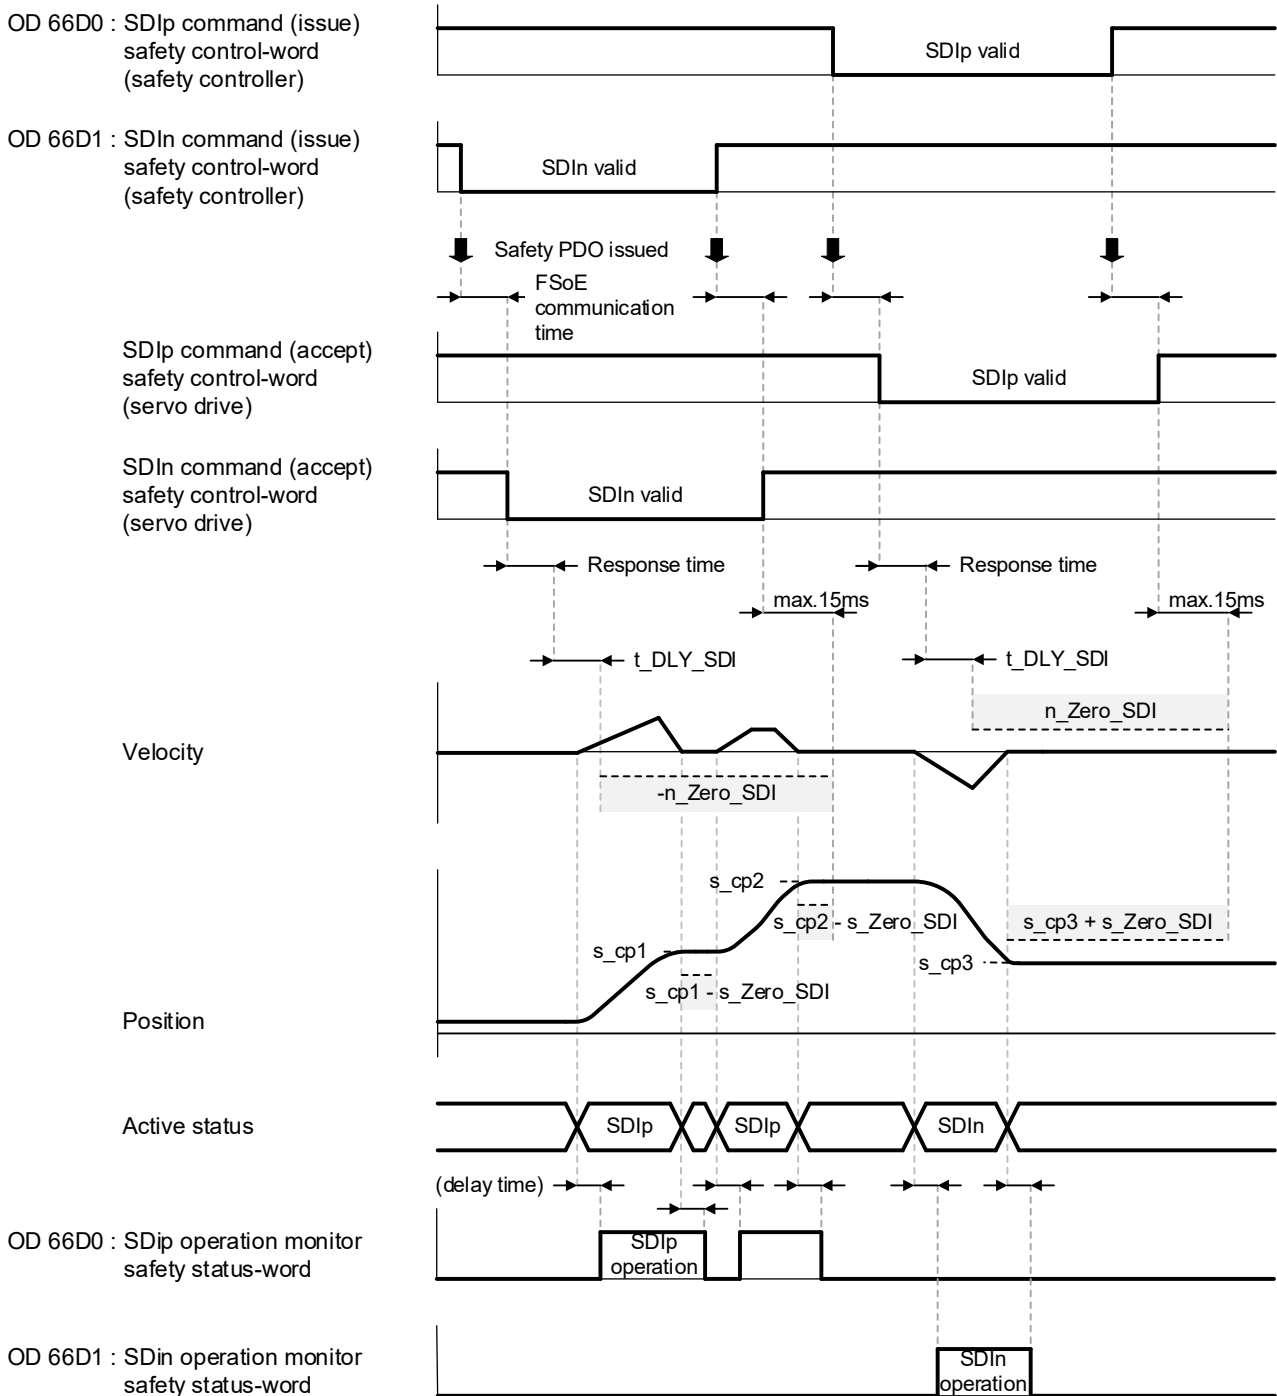 OD 66D0 : SDIp command (issue)
safety control-word
(safety controller)
SDIp valid
OD 66D1 : SDIn command (issue)
safety control-word
(safety controller)
SDIn valid
Safety PDO issued
FSoE
communication
time
SDIp command (accept)
safety control-word
(servo drive)
SDIp valid
SDIn command (accept)
safety control-word
(servo drive)
SDIn valid
Response time
Response time
max.15ms
max.15ms
t_DLY_SDI
t_DLY_SDI
n_Zero_SDI
Velocity
-n_Zero_SDI
s_cp2
s_cp2 - s_Zero_SDI
s_cp3 + s_Zero_SDI
s_cp1
s_cp3
s_cp1 - s_Zero_SDI
Position
Active status
SDIp
SDIp
SDIn
(delay time)
OD 66D0 : SDip operation monitor
safety status-word
SDIp
operation
OD 66D1 : SDin operation monitor
safety status-word
SDIn
operation